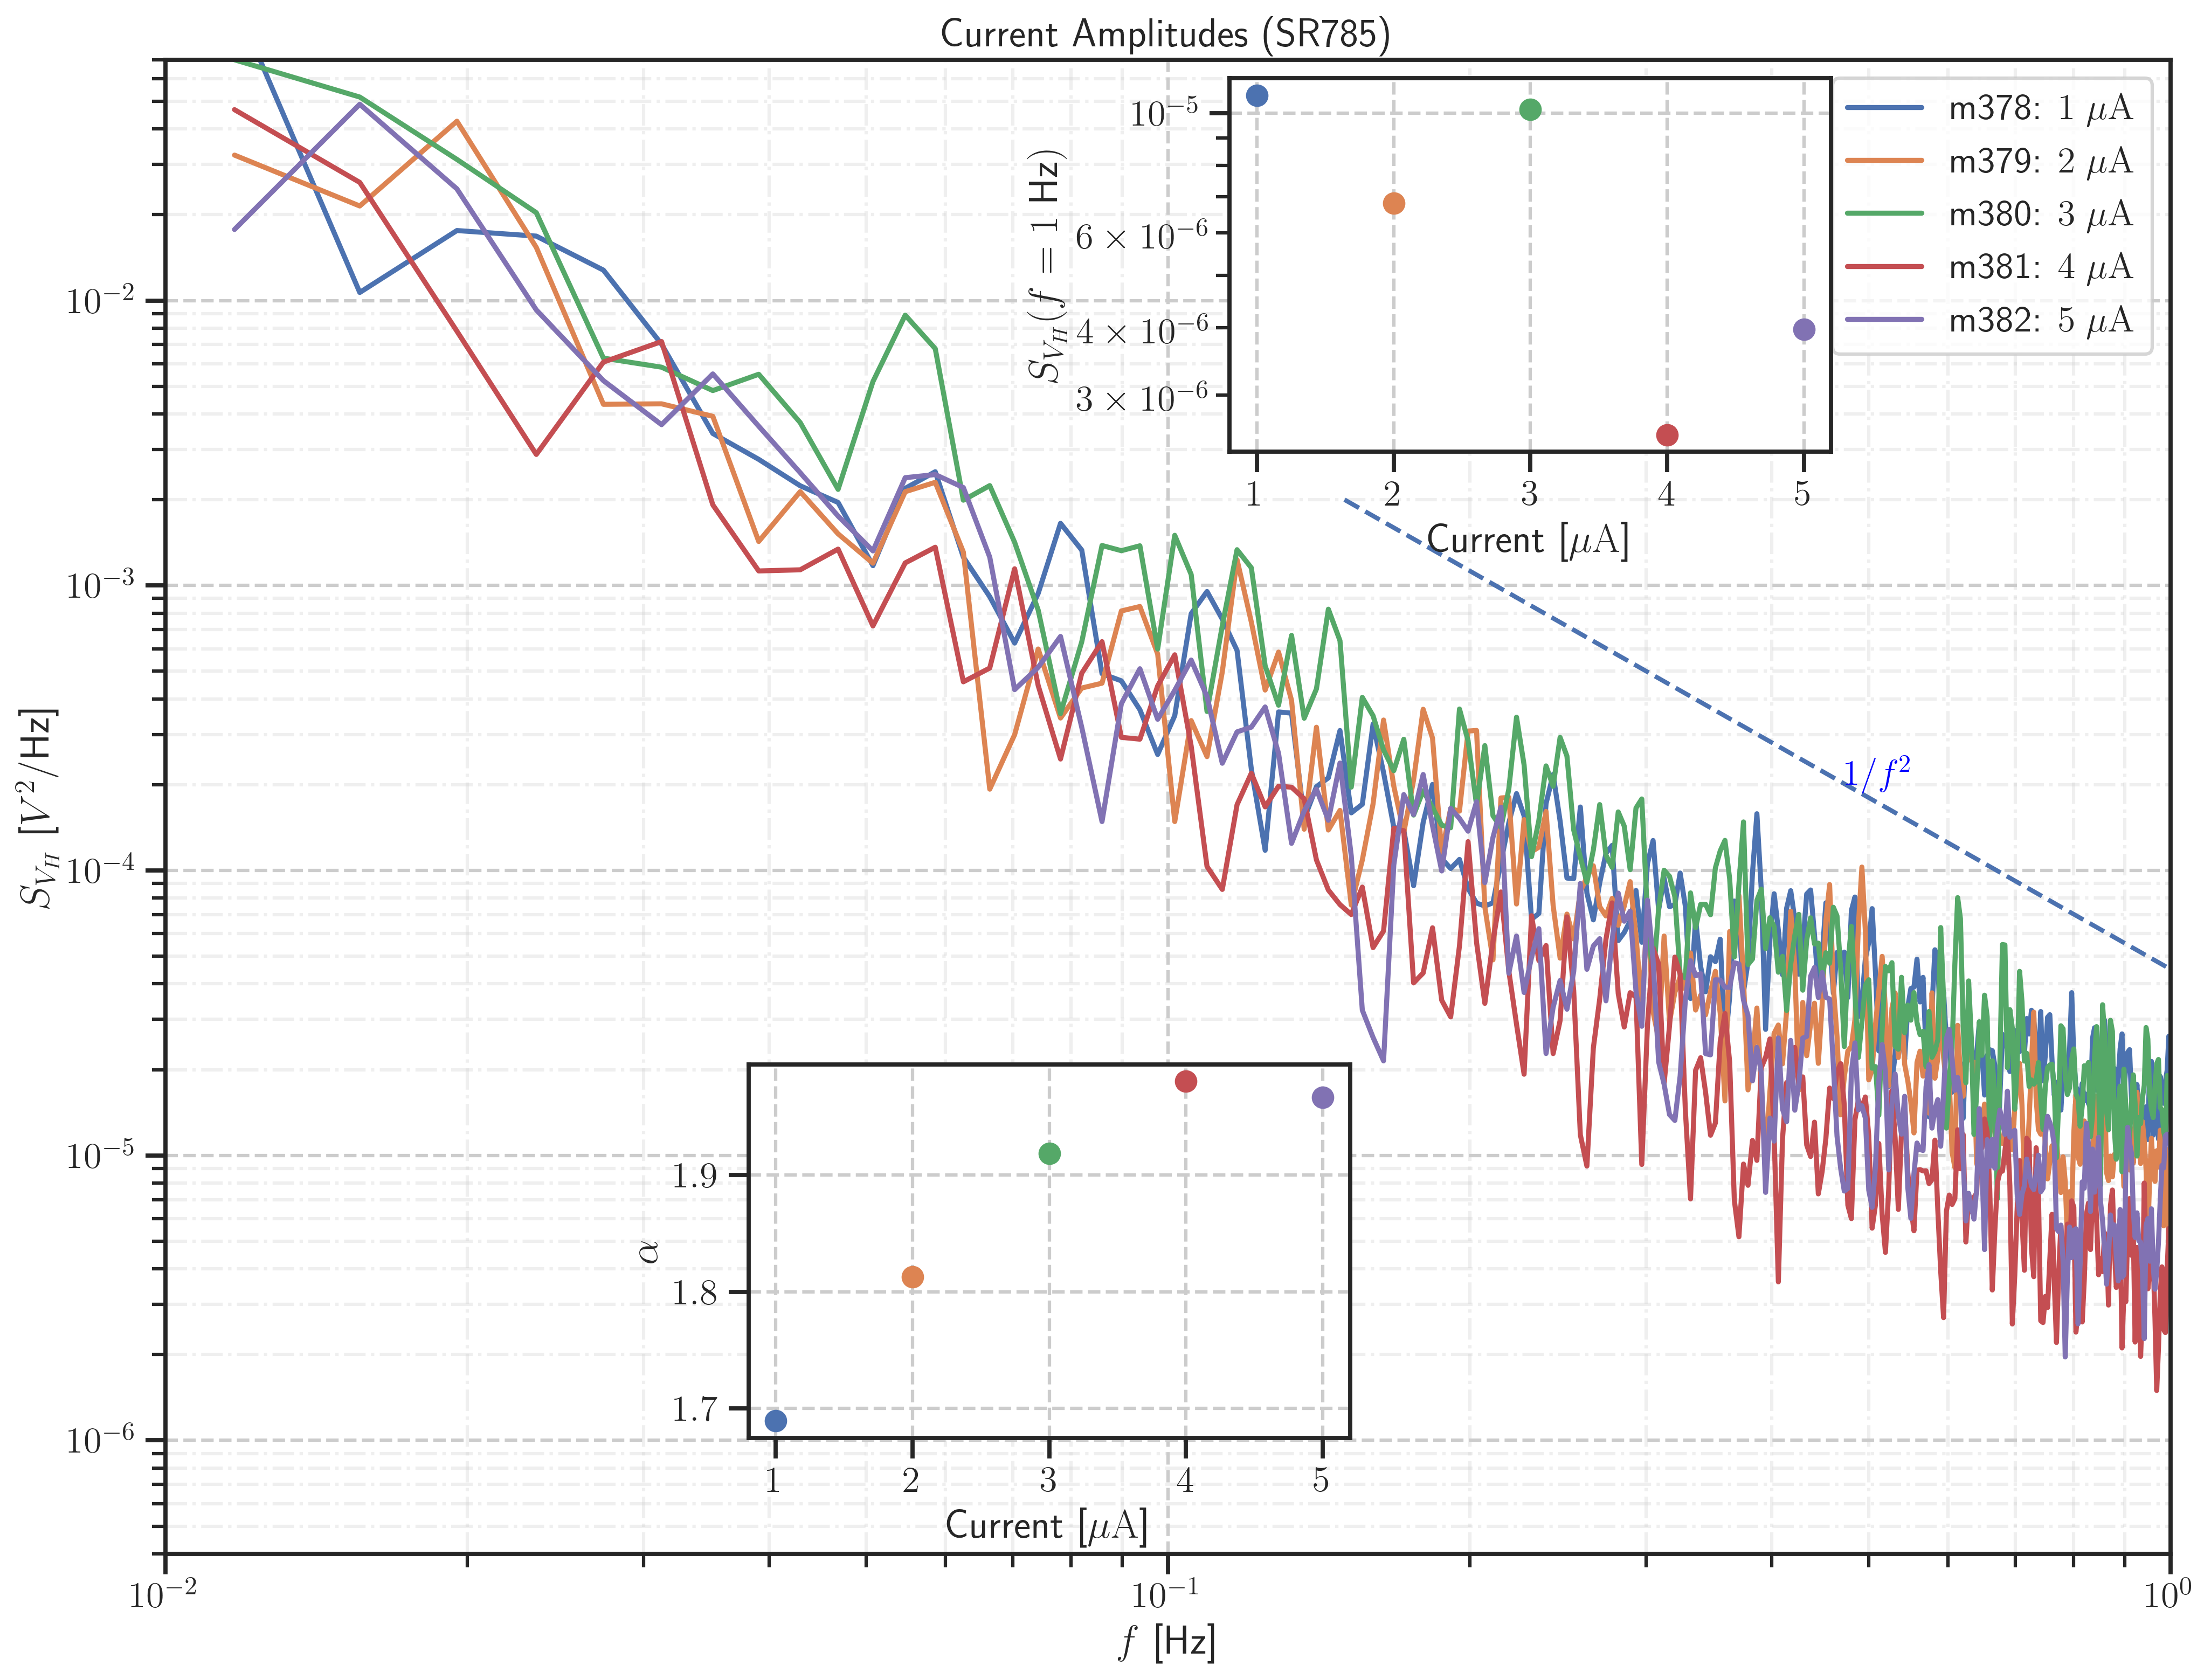 Current Amplitudes (SR785)
m378: 1 μA
m379: 2 μA
m380: 3 μA
m381: 4 μA
m382: 5 μA
S_{V_H}(f = 1 Hz)
10^{-5}
6 × 10^{-6}
4 × 10^{-6}
3 × 10^{-6}
1 2 3 4 5
Current [μA]
1/f^2
S_{V_H} [V^2/Hz]
10^{-2}
10^{-3}
10^{-4}
10^{-5}
10^{-6}
α
1.9
1.8
1.7
1 2 3 4 5
Current [μA]
10^{-2} 10^{-1} 10^0
f [Hz]